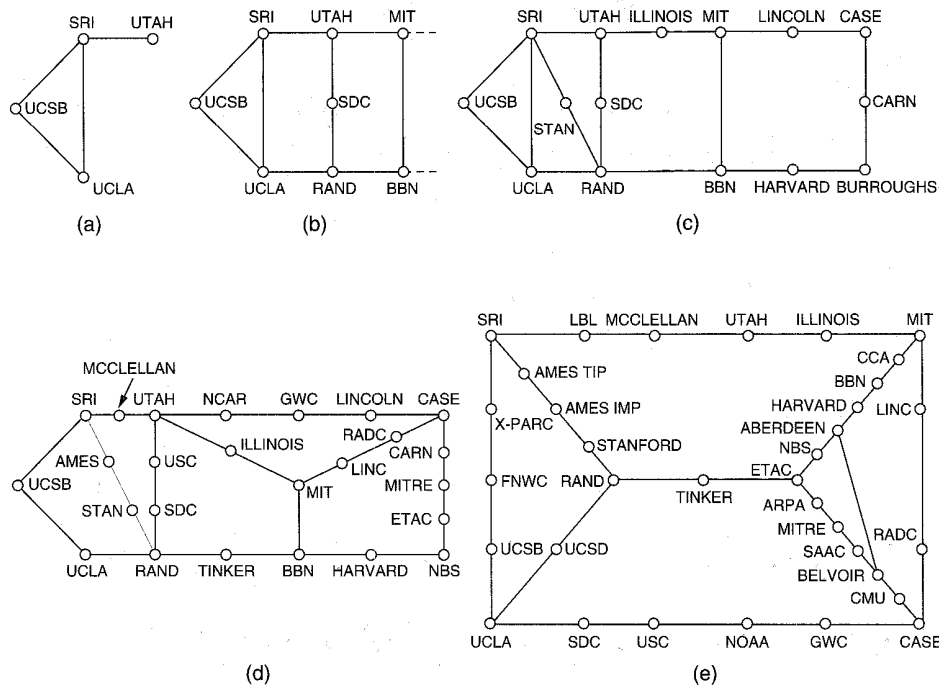 SRI UTAH
UCSB
UCLA
(a)
SRI UTAH MIT
UCSB SDC
UCLA RAND BBN
(b)
SRI UTAH ILLINOIS MIT LINCOLN CASE
UCSB STAN SDC CARN
UCLA RAND BBN HARVARD BURROUGHS
(c)
MCCLELLAN
SRI UTAH NCAR GWC LINCOLN CASE
ILLINOIS RADC
CARN
AMES USC LINC
UCSB MIT MITRE
STAN SDC ETAC
UCLA RAND TINKER BBN HARVARD NBS
(d)
SRI LBL MCCLELLAN UTAH ILLINOIS MIT
CCA
AMES TIP
BBN
X-PARC AMES IMP HARVARD LINC
ABERDEEN
STANFORD NBS
FNWC RAND TINKER ETAC
ARPA
MITRE
UCSB UCSD SAAC RADC
BELVOIR
CMU
UCLA SDC USC NOAA GWC CASE
(e)